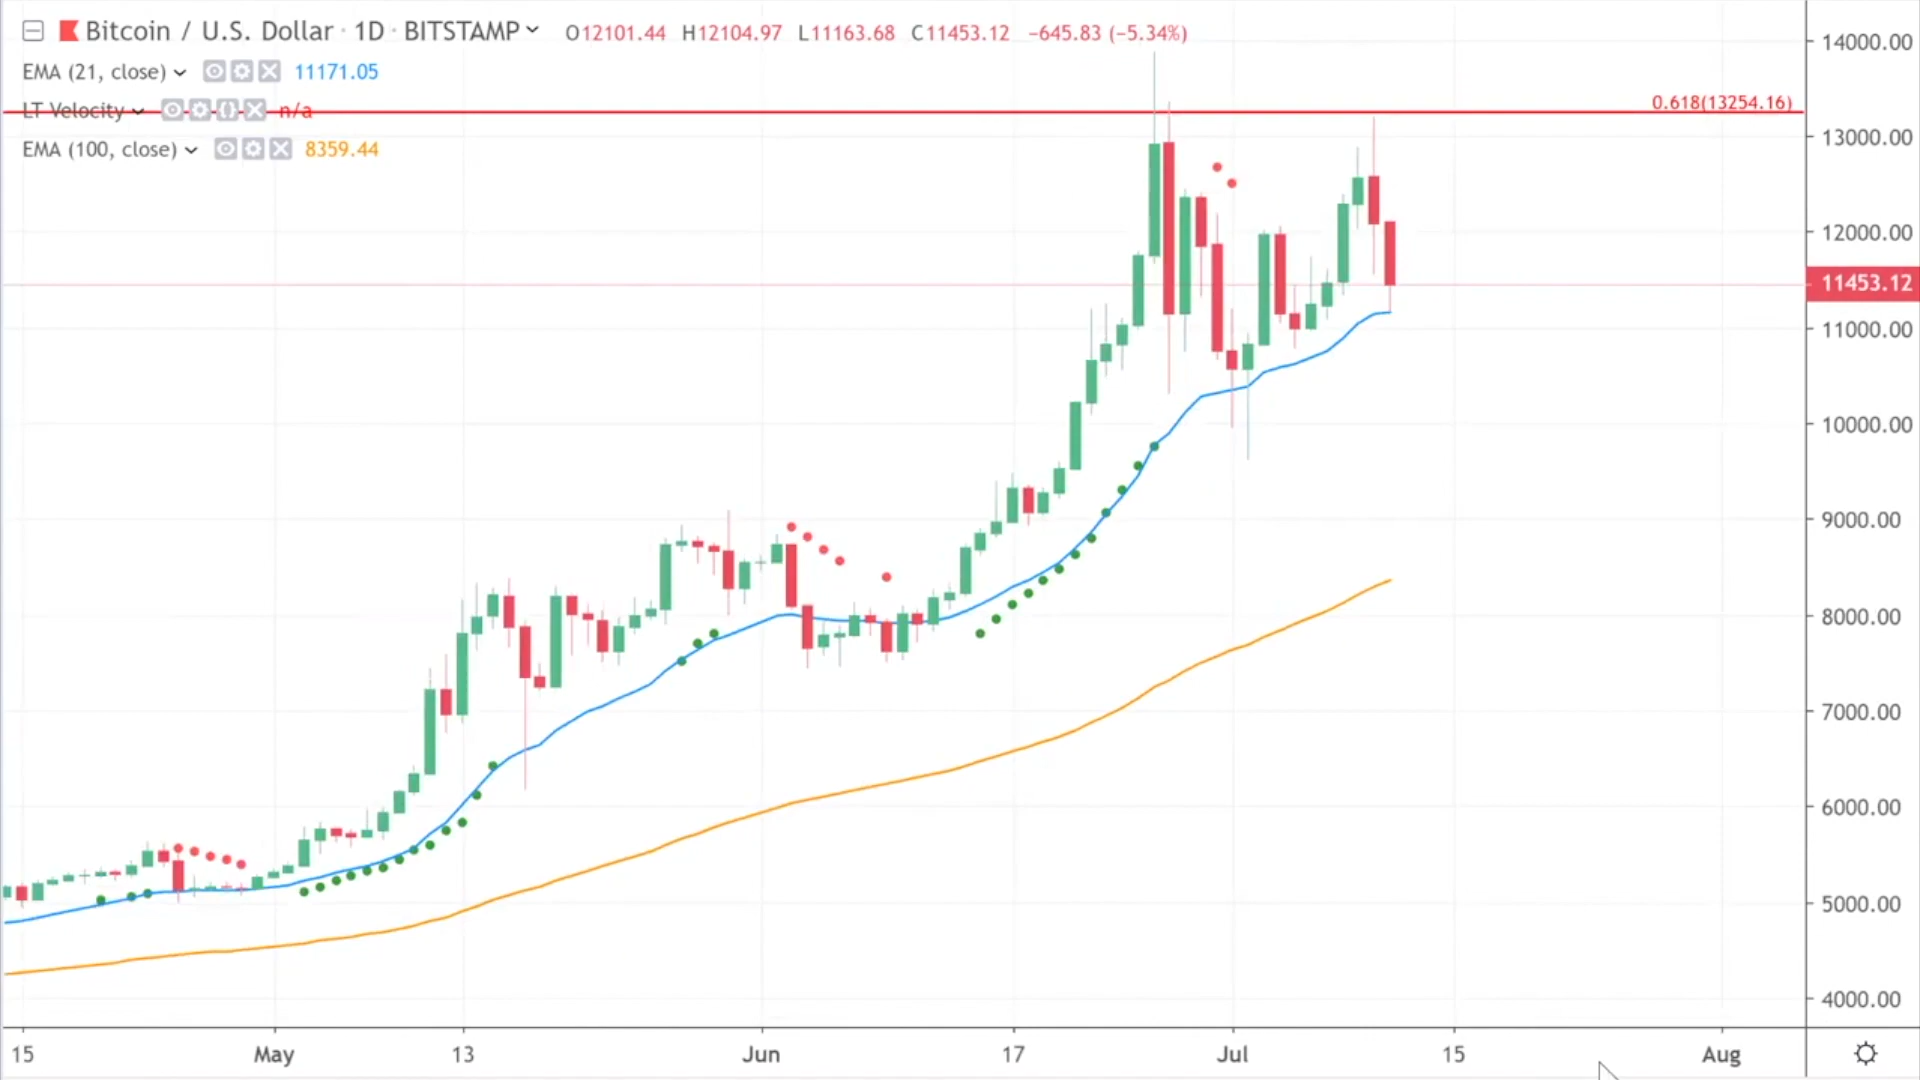 Bitcoin / U.S. Dollar · 1D · BITSTAMP O12101.44 H12104.97 L11163.68 C11453.12 −645.83 (−5.34%)
EMA (21, close) 11171.05
LT Velocity {} n/a
EMA (100, close) 8359.44
0.618(13254.16)
14000.00
13000.00
12000.00
11453.12
11000.00
10000.00
9000.00
8000.00
7000.00
6000.00
5000.00
4000.00
15 May 13 Jun 17 Jul 15 Aug